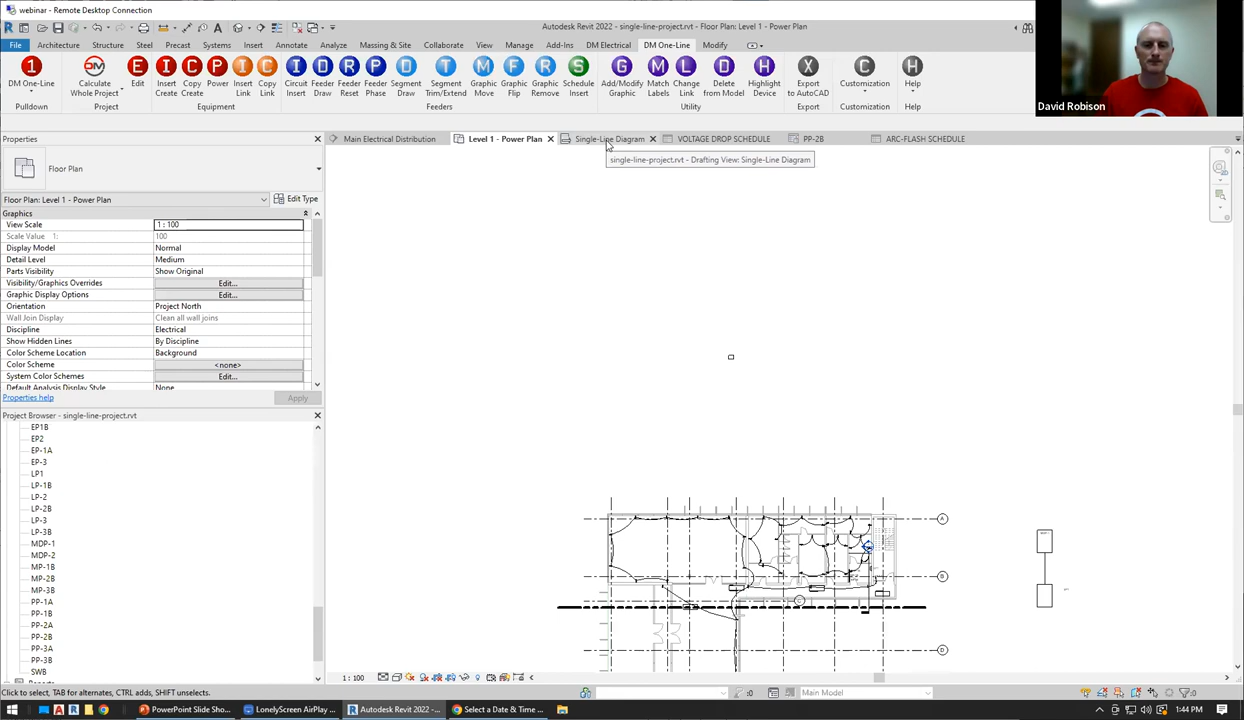 webinar - Remote Desktop Connection
Autodesk Revit 2022 - single-line-project.rvt - Floor Plan: Level 1 - Power Plan
File Architecture Structure Steel Precast Systems Insert Annotate Analyze Massing & Site Collaborate View Manage Add-Ins DM Electrical DM One-Line Modify
1 DM E I C P I C I D R P D T M F R S G M L D H X C H
DM One-Line Calculate Whole Project Edit Insert Create Copy Create Power Insert Link Copy Link Circuit Insert Feeder Draw Feeder Reset Feeder Phase Segment Draw Segment Trim/Extend Graphic Move Graphic Flip Graphic Remove Schedule Insert Add/Modify Graphic Match Labels Change Link Delete from Model Highlight Device Export to AutoCAD Customization Help
Pulldown Project Equipment Feeders Utility Export Customization Help
David Robison
Properties
Main Electrical Distribution Level 1 - Power Plan Single-Line Diagram VOLTAGE DROP SCHEDULE PP-2B ARC-FLASH SCHEDULE
single-line-project.rvt - Drafting View: Single-Line Diagram
Floor Plan
Floor Plan: Level 1 - Power Plan Edit Type
Graphics
View Scale 1 : 100
Scale Value 1: 100
Display Model Normal
Detail Level Medium
Parts Visibility Show Original
Visibility/Graphics Overrides Edit...
Graphic Display Options Edit...
Orientation Project North
Wall Join Display Clean all wall joins
Discipline Electrical
Show Hidden Lines By Discipline
Color Scheme Location Background
Color Scheme <none>
System Color Schemes Edit...
Default Analysis Display Style None
Properties help Apply
Project Browser - single-line-project.rvt
EP1B
EP2
EP-1A
EP-3
LP1
LP-1B
LP-2
LP-2B
LP-3
LP-3B
MDP-1
MDP-2
MP-1B
MP-2B
MP-3B
PP-1A
PP-1B
PP-2A
PP-2B
PP-3A
PP-3B
SWB
A
B
D
1 : 100
Click to select, TAB for alternates, CTRL adds, SHIFT unselects.
:0 Main Model :0
PowerPoint Slide Sho... LonelyScreen AirPlay ... Autodesk Revit 2022 -... Select a Date & Time ... 1:44 PM